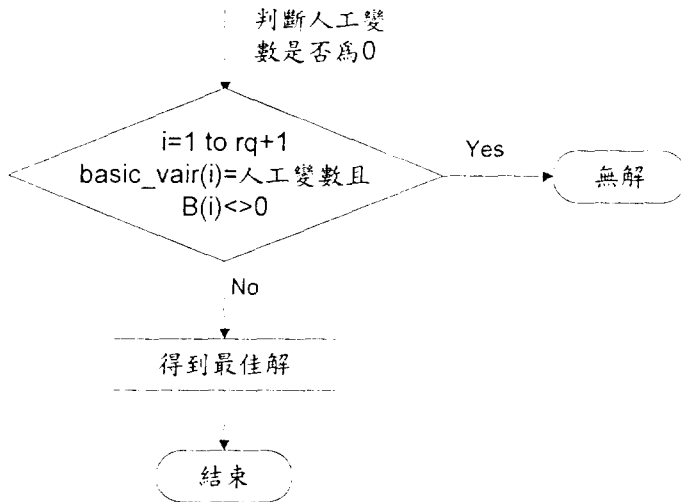 判斷人工變
數是否為0
i=1 to rq+1
basic_vair(i)=人工變數且
B(i)<>0
Yes
無解
No
得到最佳解
結束